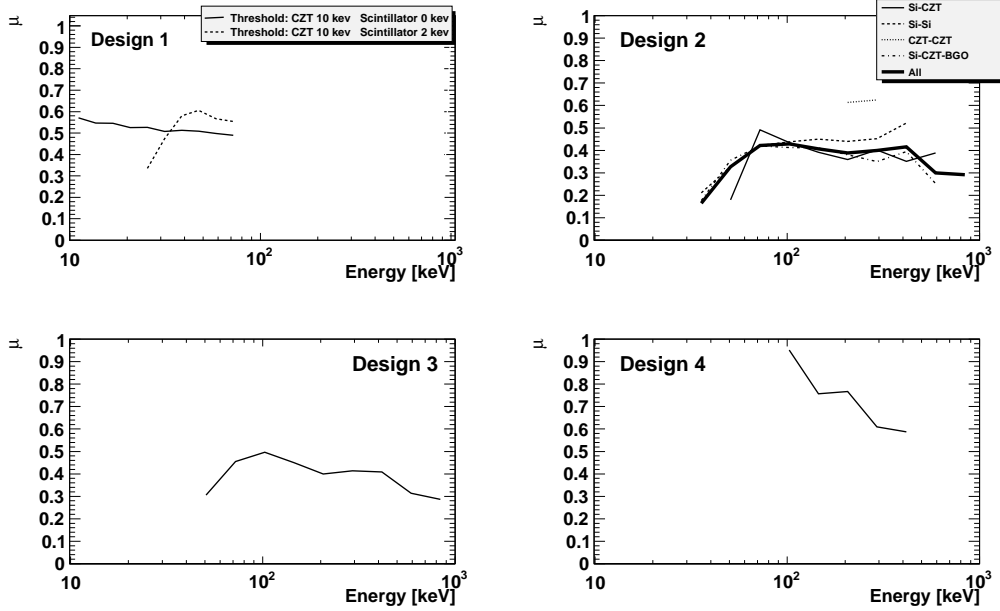 Threshold: CZT 10 kev Scintillator 0 kev
Threshold: CZT 10 kev Scintillator 2 kev
Design 1
μ
1
0.9
0.8
0.7
0.6
0.5
0.4
0.3
0.2
0.1
0
10
10²
10³
Energy [keV]
Si-CZT
Si-Si
CZT-CZT
Si-CZT-BGO
All
Design 2
μ
1
0.9
0.8
0.7
0.6
0.5
0.4
0.3
0.2
0.1
0
10
10²
10³
Energy [keV]
Design 3
μ
1
0.9
0.8
0.7
0.6
0.5
0.4
0.3
0.2
0.1
0
10
10²
10³
Energy [keV]
Design 4
μ
1
0.9
0.8
0.7
0.6
0.5
0.4
0.3
0.2
0.1
0
10
10²
10³
Energy [keV]